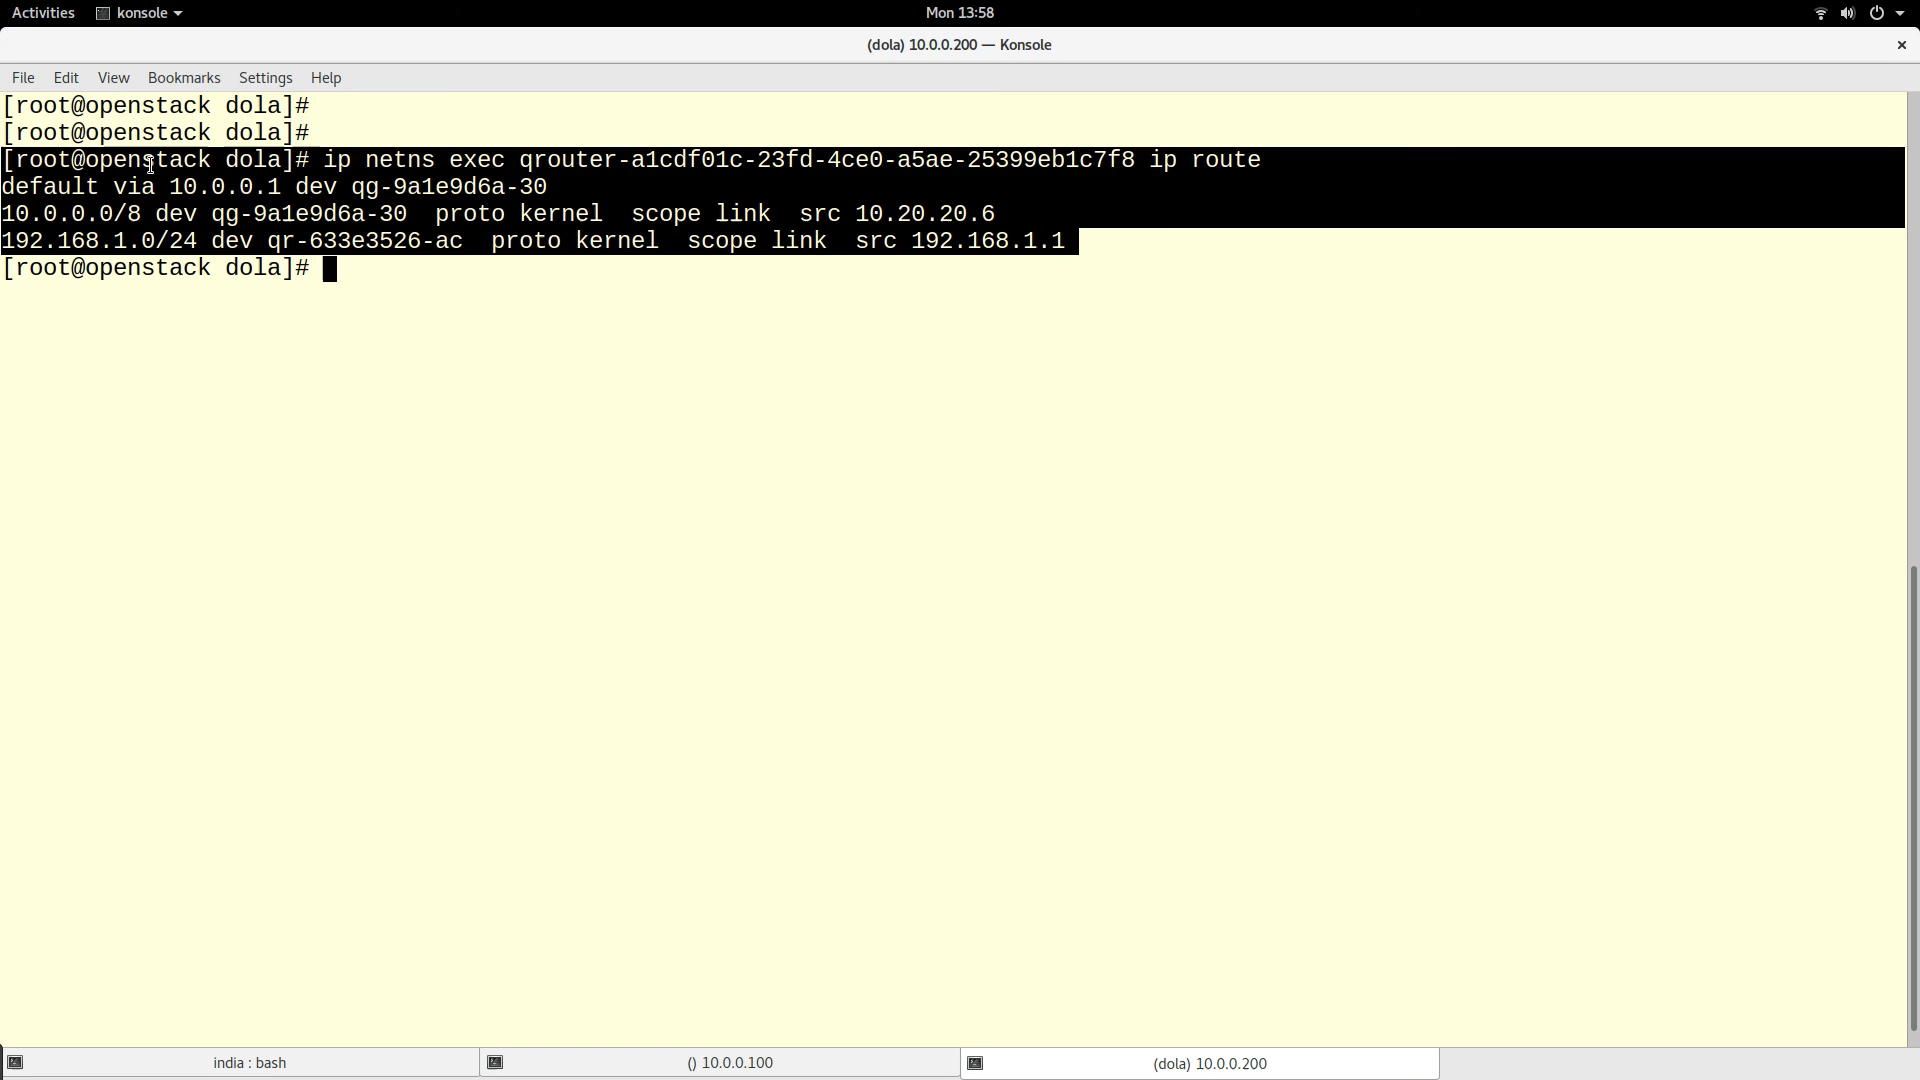 Activities konsole Mon 13:58
(dola) 10.0.0.200 — Konsole ×
File Edit View Bookmarks Settings Help
[root@openstack dola]#
[root@openstack dola]#
[root@openstack dola]# ip netns exec qrouter-a1cdf01c-23fd-4ce0-a5ae-25399eb1c7f8 ip route
default via 10.0.0.1 dev qg-9a1e9d6a-30
10.0.0.0/8 dev qg-9a1e9d6a-30  proto kernel  scope link  src 10.20.20.6
192.168.1.0/24 dev qr-633e3526-ac  proto kernel  scope link  src 192.168.1.1
[root@openstack dola]#
india : bash () 10.0.0.100 (dola) 10.0.0.200